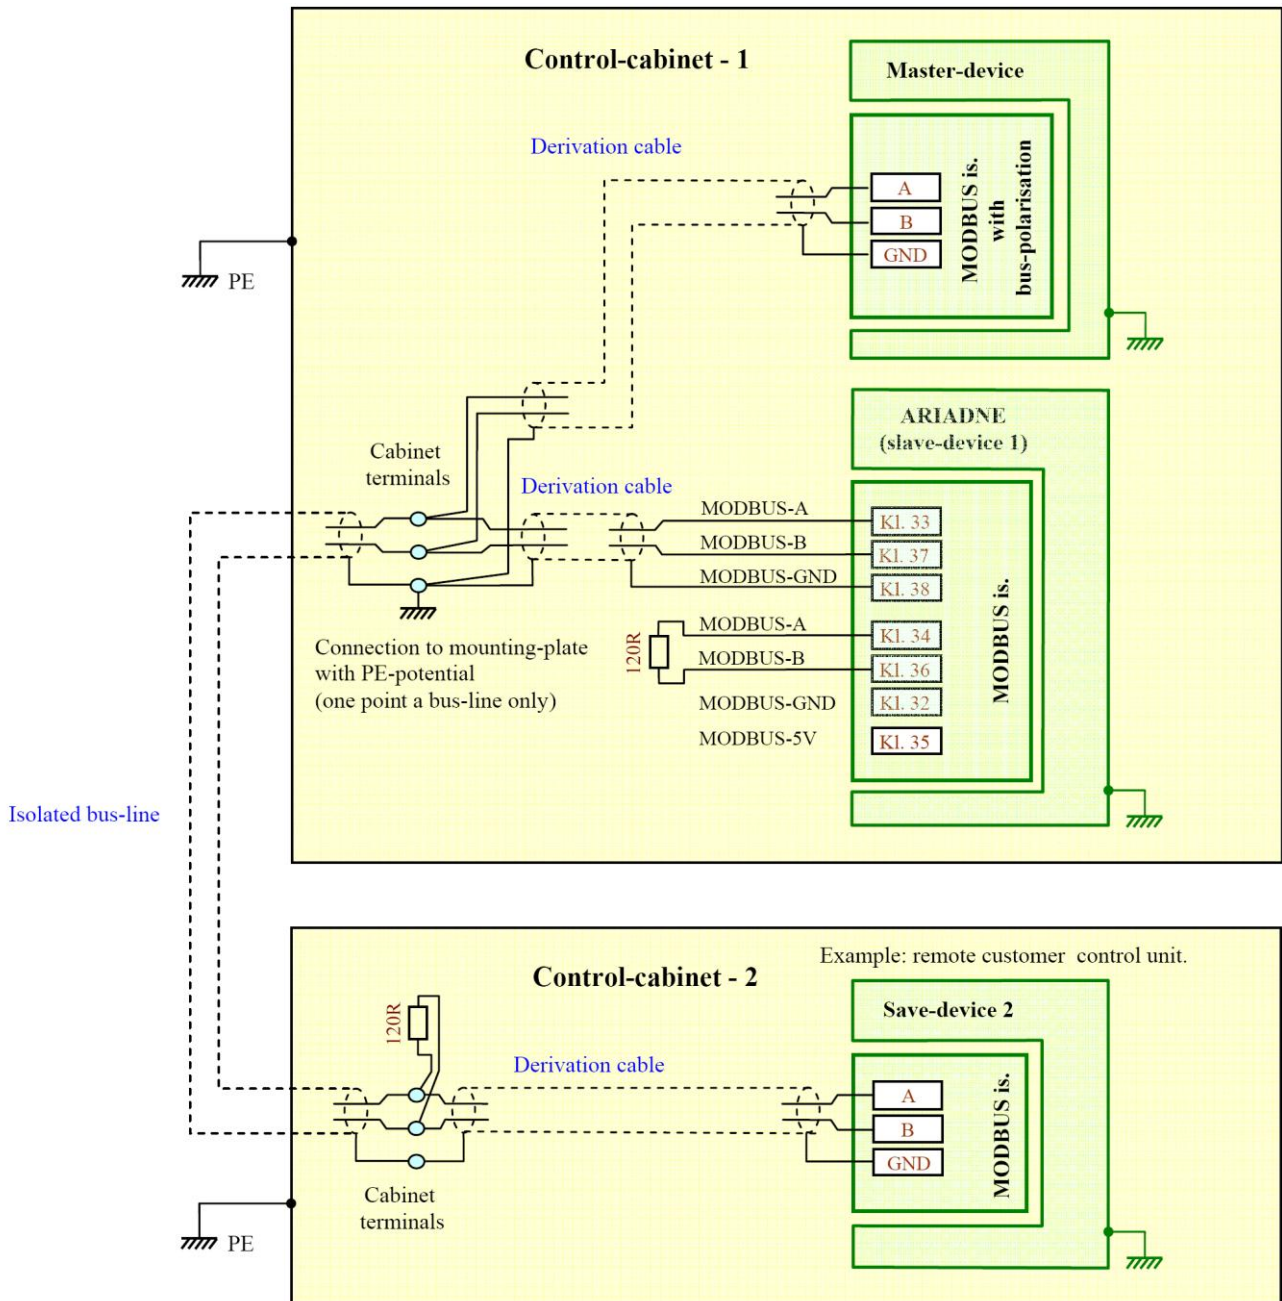 Control-cabinet - 1
Master-device
Derivation cable
A
B
GND
MODBUS is.
with
bus-polarisation
PE
ARIADNE
(slave-device 1)
Cabinet
terminals
Derivation cable
MODBUS-A
Kl. 33
MODBUS-B
Kl. 37
MODBUS-GND
Kl. 38
MODBUS-A
Kl. 34
MODBUS-B
Kl. 36
MODBUS-GND
Kl. 32
MODBUS-5V
Kl. 35
120R
MODBUS is.
Connection to mounting-plate
with PE-potential
(one point a bus-line only)
Isolated bus-line
Example: remote customer control unit.
Control-cabinet - 2
Save-device 2
120R
Derivation cable
A
B
GND
MODBUS is.
Cabinet
terminals
PE